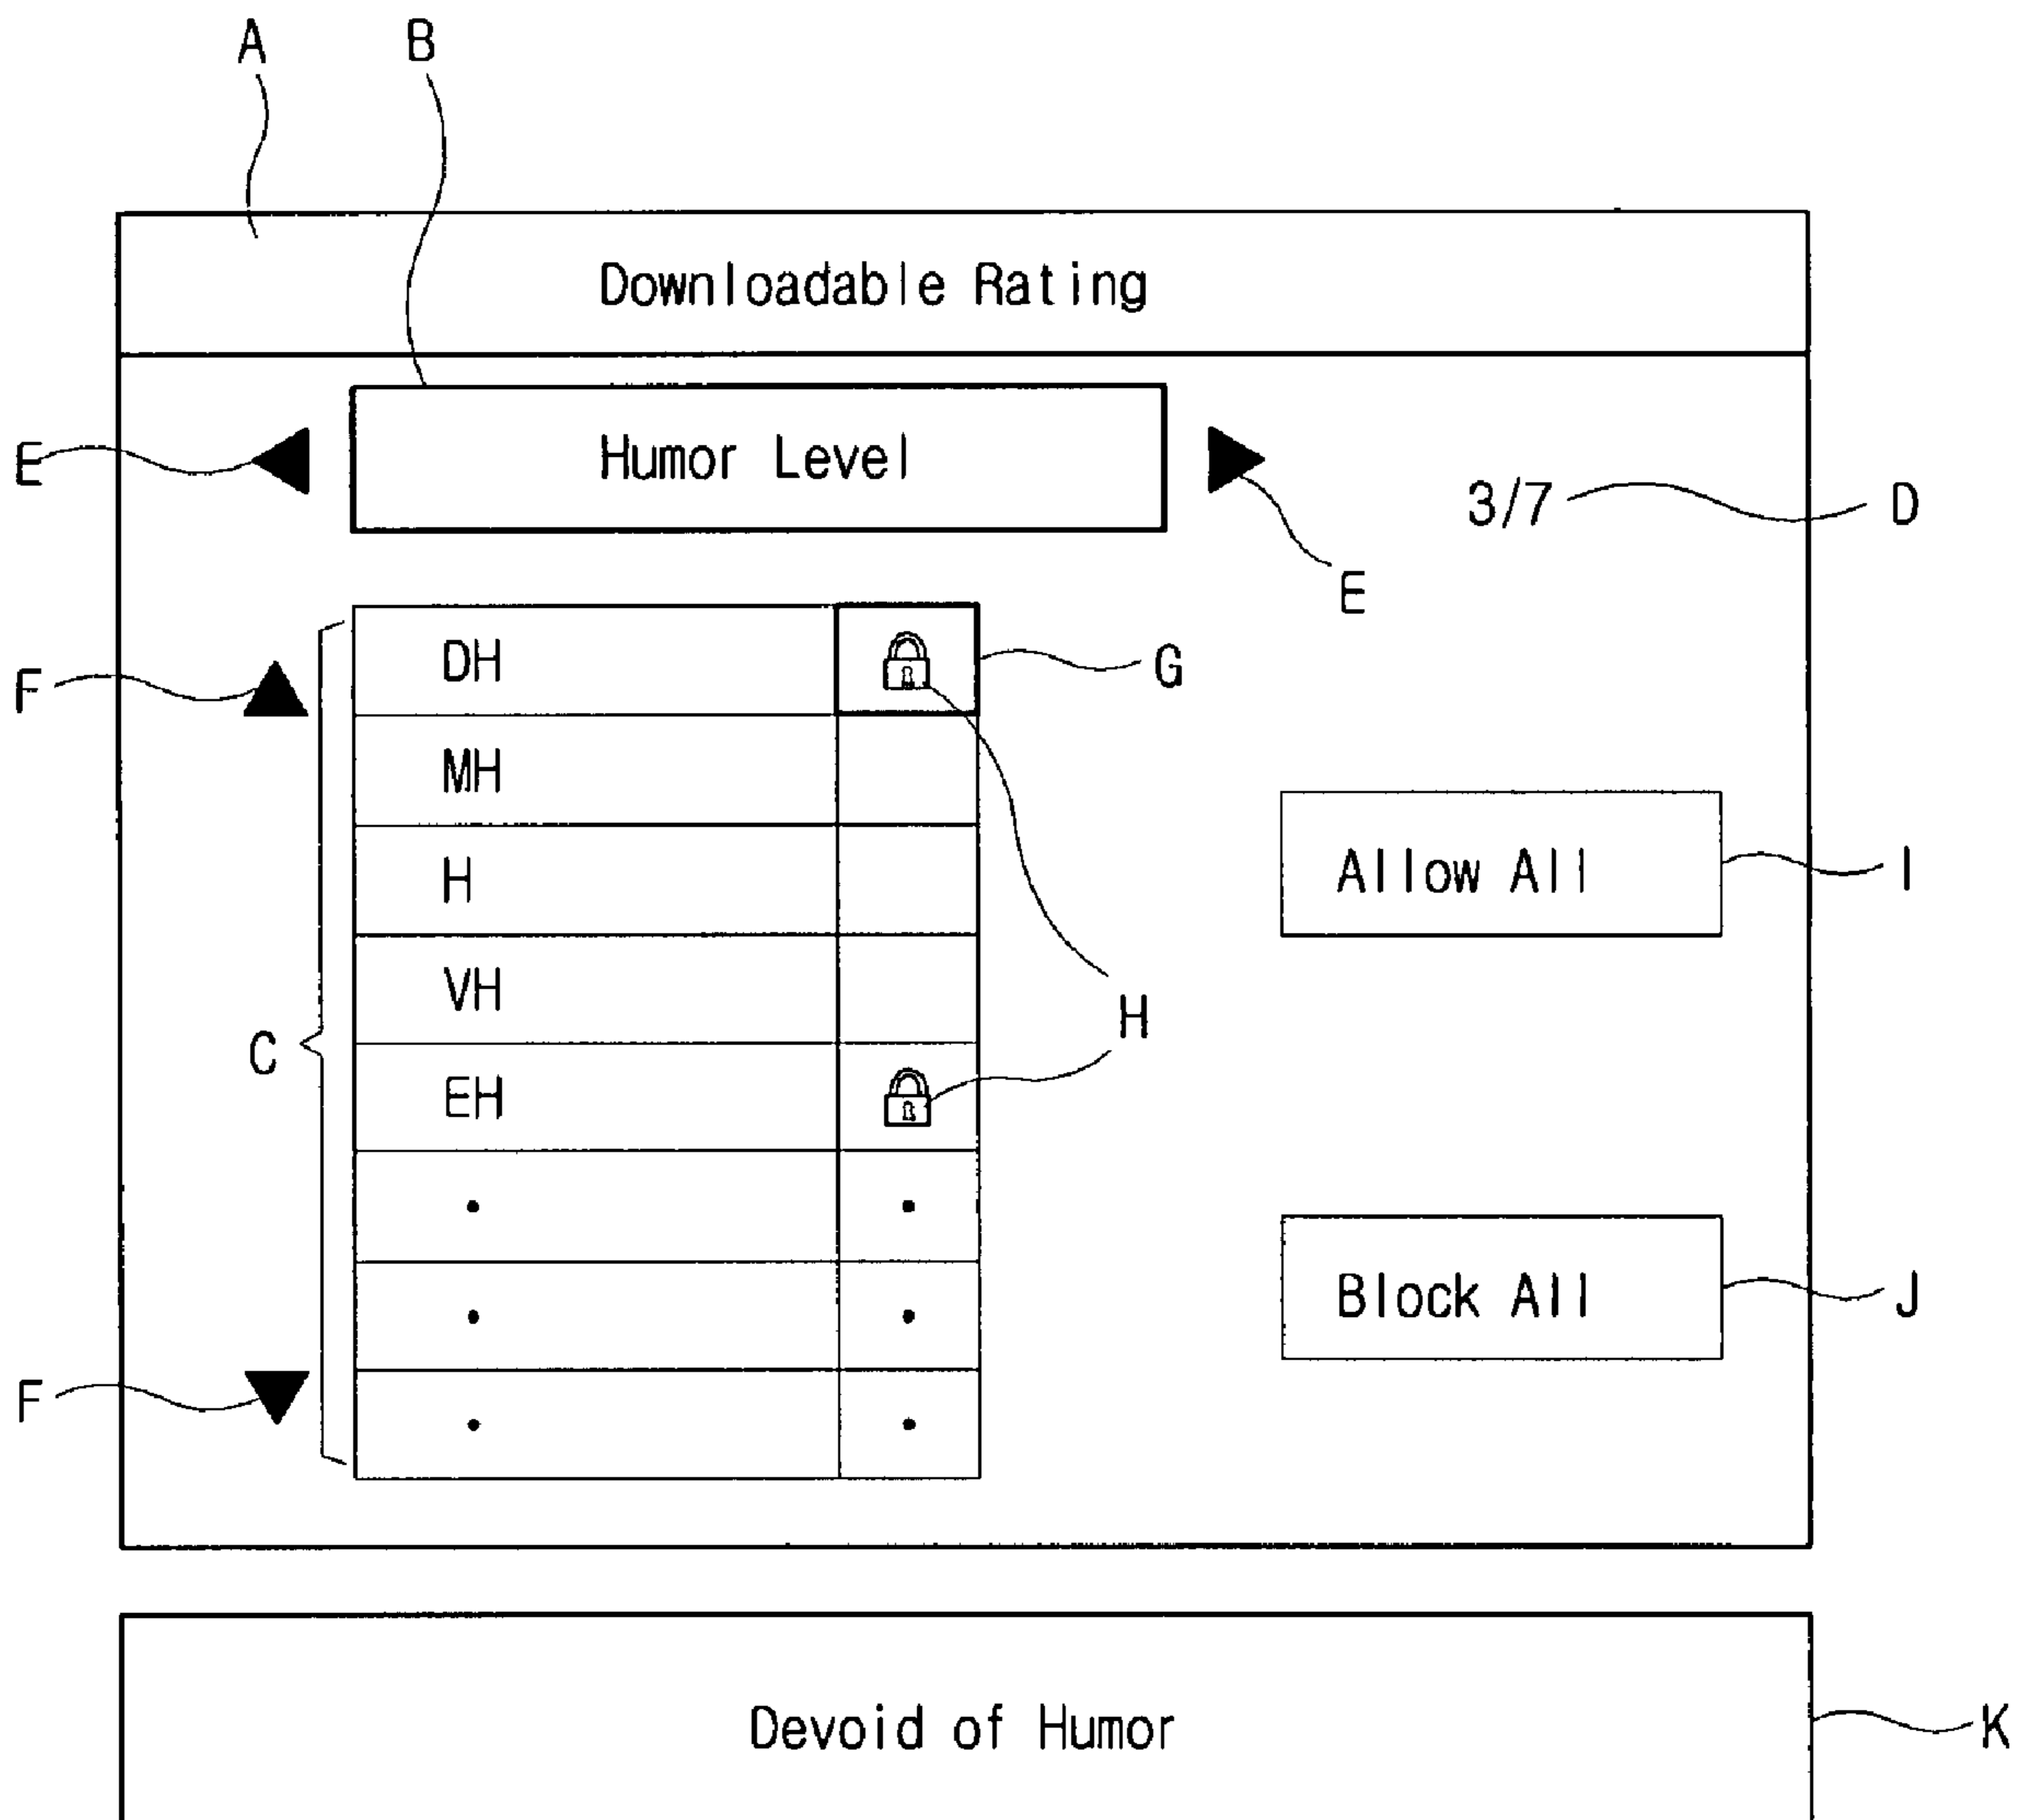 A B
Downloadable Rating
E Humor Level
3/7 D
E
DH
F G
MH
Allow All I
H
VH
H
C
EH
Block All J
F
Devoid of Humor K